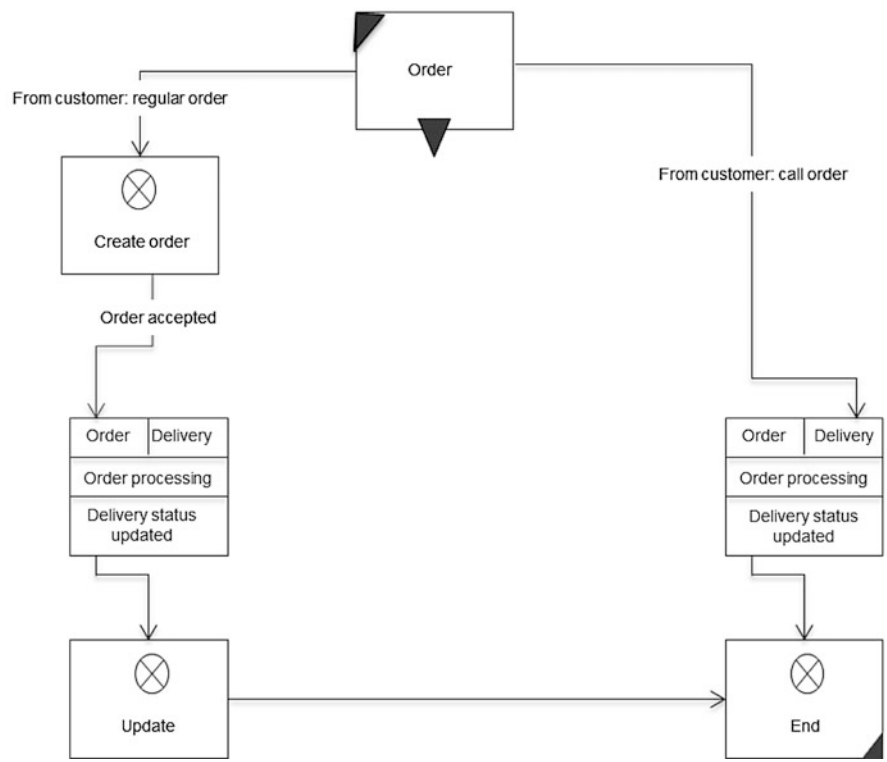 Order
From customer: regular order
From customer: call order
Create order
Order accepted
Order
Delivery
Order processing
Delivery status
updated
Order
Delivery
Order processing
Delivery status
updated
Update
End